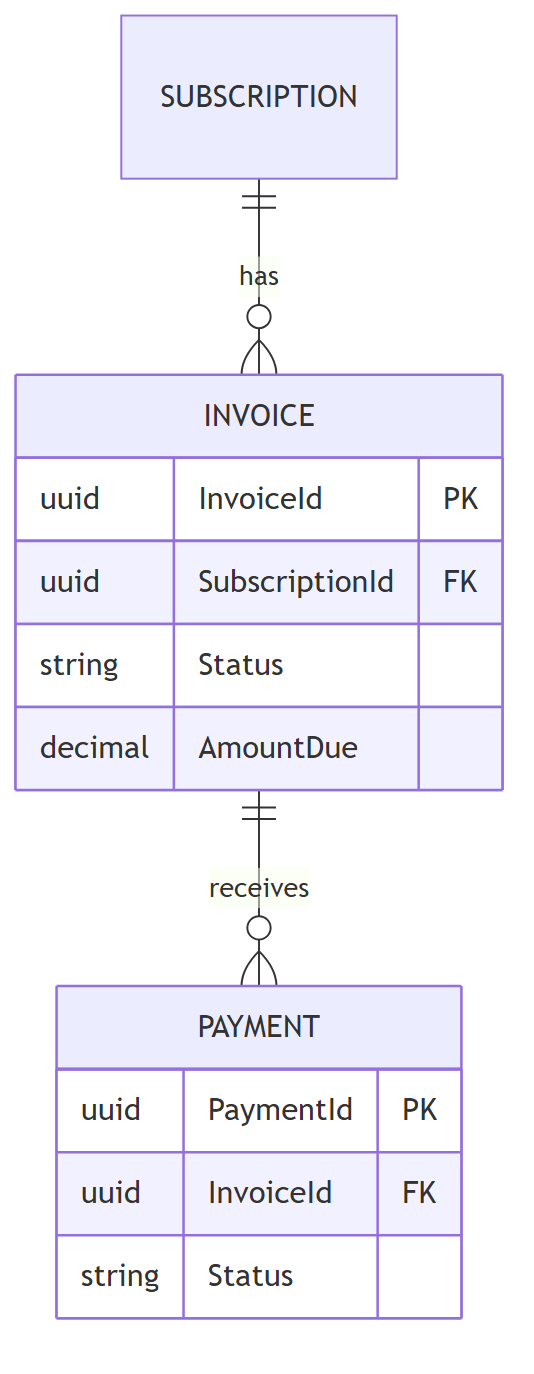 SUBSCRIPTION
has
INVOICE
uuid InvoiceId PK
uuid SubscriptionId FK
string Status
decimal AmountDue
receives
PAYMENT
uuid PaymentId PK
uuid InvoiceId FK
string Status